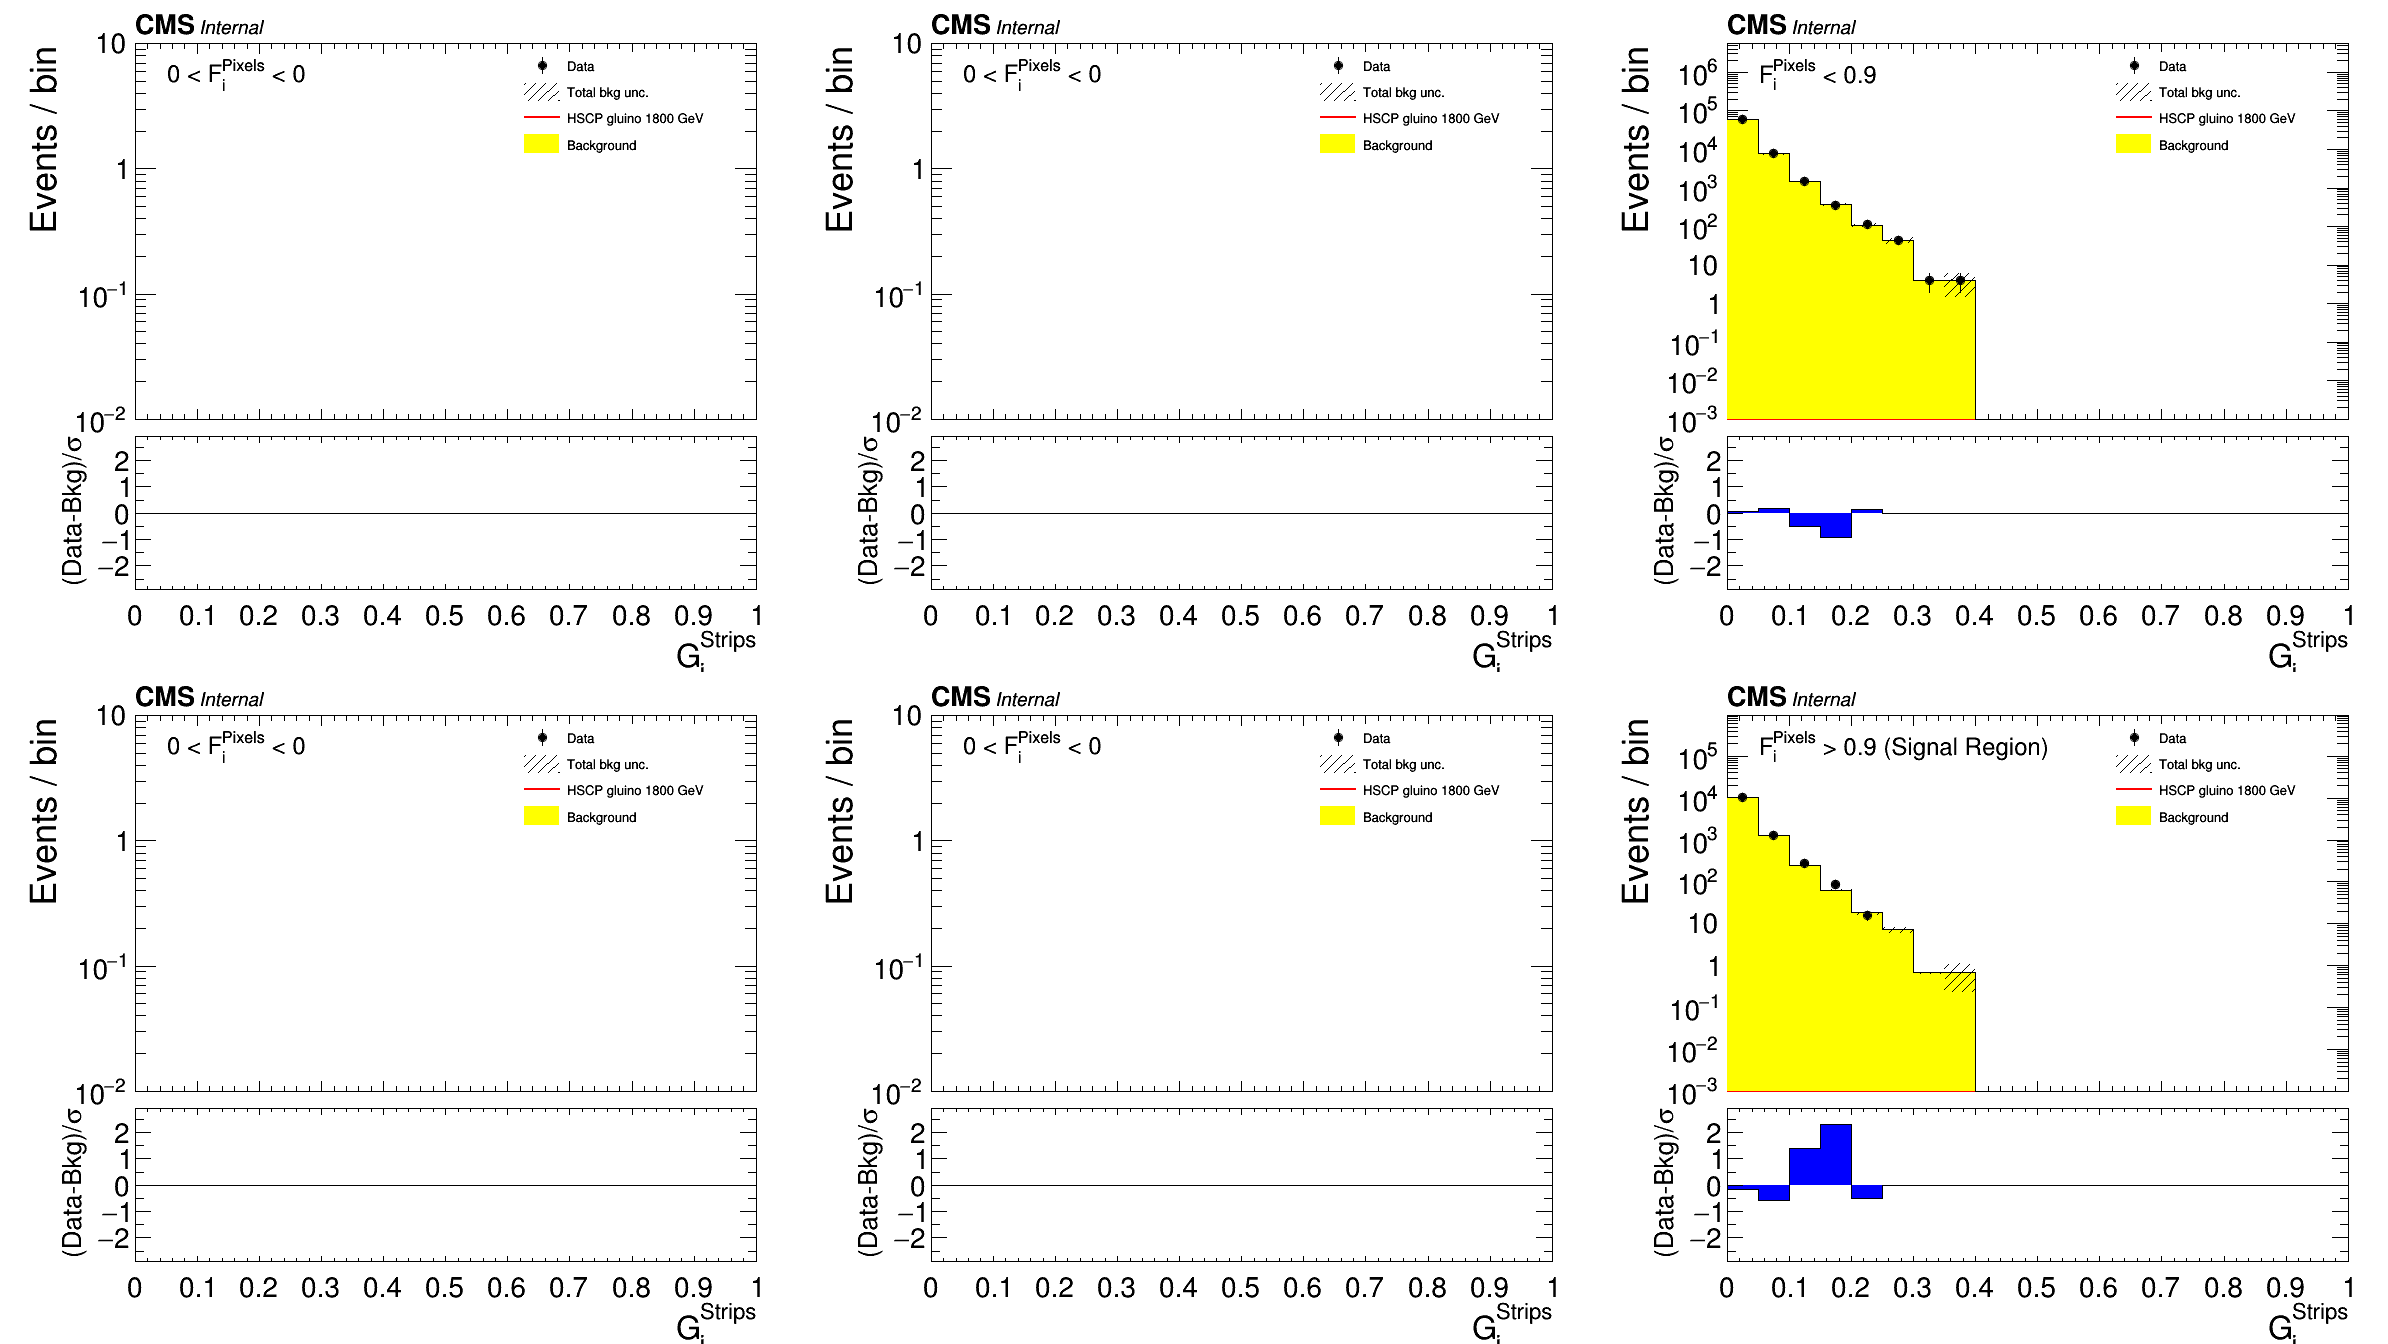 CMS Internal
Events / bin
0 < F_i^Pixels < 0
Data
Total bkg unc.
HSCP gluino 1800 GeV
Background
10
1
10^−1
10^−2
(Data-Bkg)/σ
2
1
0
−1
−2
0 0.1 0.2 0.3 0.4 0.5 0.6 0.7 0.8 0.9 1
G_i^Strips
CMS Internal
Events / bin
0 < F_i^Pixels < 0
Data
Total bkg unc.
HSCP gluino 1800 GeV
Background
10
1
10^−1
10^−2
(Data-Bkg)/σ
2
1
0
−1
−2
0 0.1 0.2 0.3 0.4 0.5 0.6 0.7 0.8 0.9 1
G_i^Strips
CMS Internal
Events / bin
F_i^Pixels < 0.9
Data
Total bkg unc.
HSCP gluino 1800 GeV
Background
10^6
10^5
10^4
10^3
10^2
10
1
10^−1
10^−2
10^−3
(Data-Bkg)/σ
2
1
0
−1
−2
0 0.1 0.2 0.3 0.4 0.5 0.6 0.7 0.8 0.9 1
G_i^Strips
CMS Internal
Events / bin
0 < F_i^Pixels < 0
Data
Total bkg unc.
HSCP gluino 1800 GeV
Background
10
1
10^−1
10^−2
(Data-Bkg)/σ
2
1
0
−1
−2
0 0.1 0.2 0.3 0.4 0.5 0.6 0.7 0.8 0.9 1
G_i^Strips
CMS Internal
Events / bin
0 < F_i^Pixels < 0
Data
Total bkg unc.
HSCP gluino 1800 GeV
Background
10
1
10^−1
10^−2
(Data-Bkg)/σ
2
1
0
−1
−2
0 0.1 0.2 0.3 0.4 0.5 0.6 0.7 0.8 0.9 1
G_i^Strips
CMS Internal
Events / bin
F_i^Pixels > 0.9 (Signal Region)
Data
Total bkg unc.
HSCP gluino 1800 GeV
Background
10^5
10^4
10^3
10^2
10
1
10^−1
10^−2
10^−3
(Data-Bkg)/σ
2
1
0
−1
−2
0 0.1 0.2 0.3 0.4 0.5 0.6 0.7 0.8 0.9 1
G_i^Strips